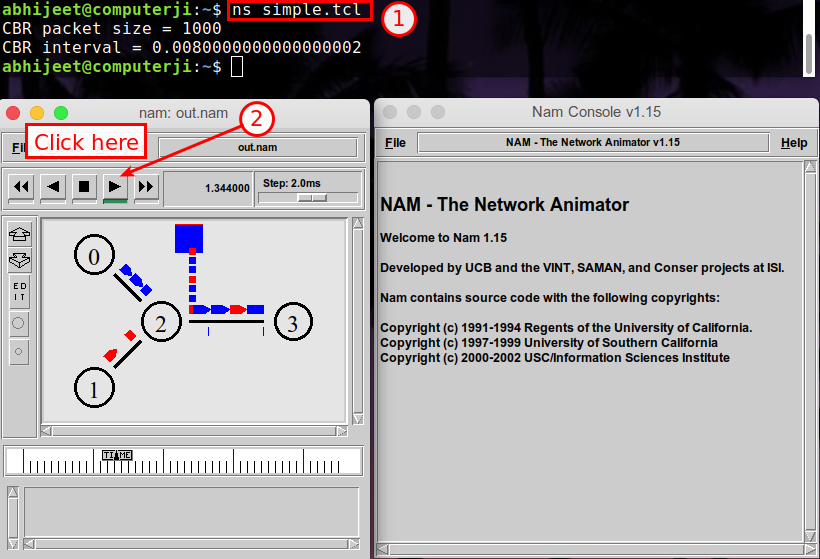 abhijeet@computerji:~$ ns simple.tcl
1
CBR packet size = 1000
CBR interval = 0.0080000000000000002
abhijeet@computerji:~$
nam: out.nam
2
Click here
out.nam
1.344000
Step: 2.0ms
0
2
3
1
E D
I T
TIME
Nam Console v1.15
File
NAM - The Network Animator v1.15
Help
NAM - The Network Animator
Welcome to Nam 1.15
Developed by UCB and the VINT, SAMAN, and Conser projects at ISI.
Nam contains source code with the following copyrights:
Copyright (c) 1991-1994 Regents of the University of California.
Copyright (c) 1997-1999 University of Southern California
Copyright (c) 2000-2002 USC/Information Sciences Institute